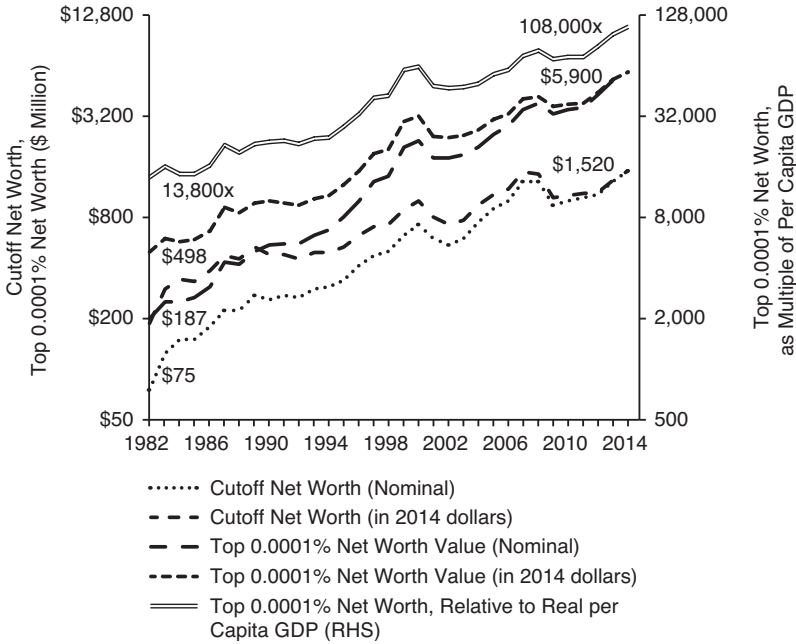 Cutoff Net Worth,
Top 0.0001% Net Worth ($ Million)
$12,800
$3,200
$800
$200
$50
128,000
32,000
8,000
2,000
500
Top 0.0001% Net Worth,
as Multiple of Per Capita GDP
108,000x
$5,900
$1,520
13,800x
$498
$187
$75
1982 1986 1990 1994 1998 2002 2006 2010 2014
Cutoff Net Worth (Nominal)
Cutoff Net Worth (in 2014 dollars)
Top 0.0001% Net Worth Value (Nominal)
Top 0.0001% Net Worth Value (in 2014 dollars)
Top 0.0001% Net Worth, Relative to Real per
Capita GDP (RHS)